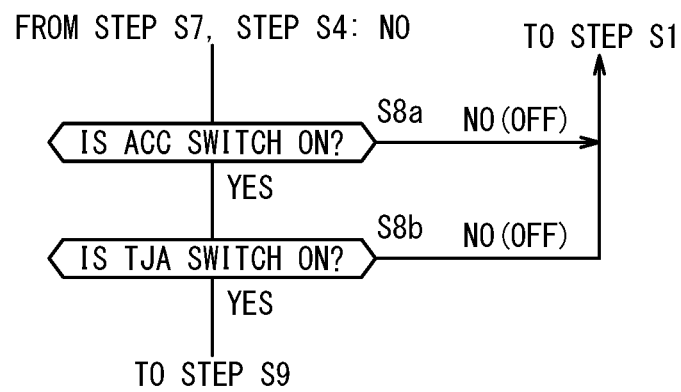 FROM STEP S7, STEP S4: NO
TO STEP S1
S8a
NO(OFF)
IS ACC SWITCH ON?
YES
S8b
NO(OFF)
IS TJA SWITCH ON?
YES
TO STEP S9